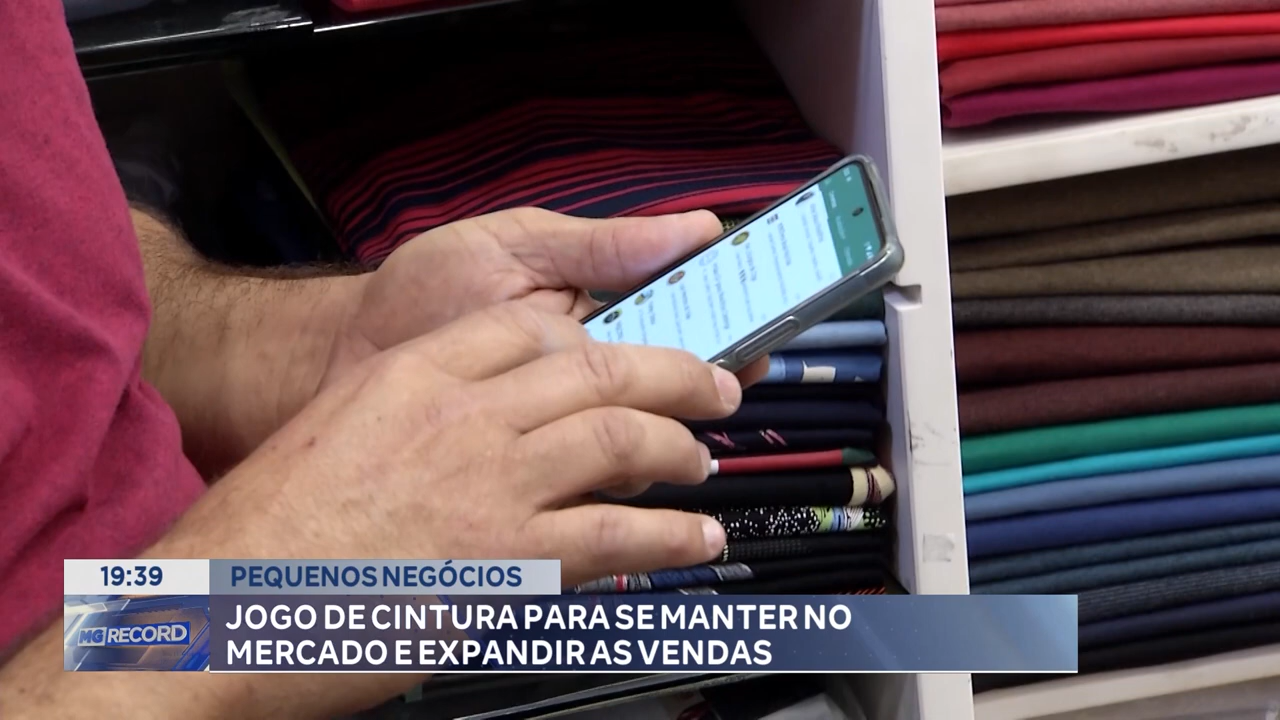 19:39
PEQUENOS NEGÓCIOS
MG RECORD
JOGO DE CINTURA PARA SE MANTER NO
MERCADO E EXPANDIR AS VENDAS